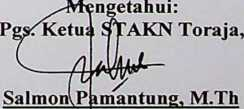 Mengetahui:
Pgs. Ketua STAKN Toraja,
Salmon Pamantung, M.Th